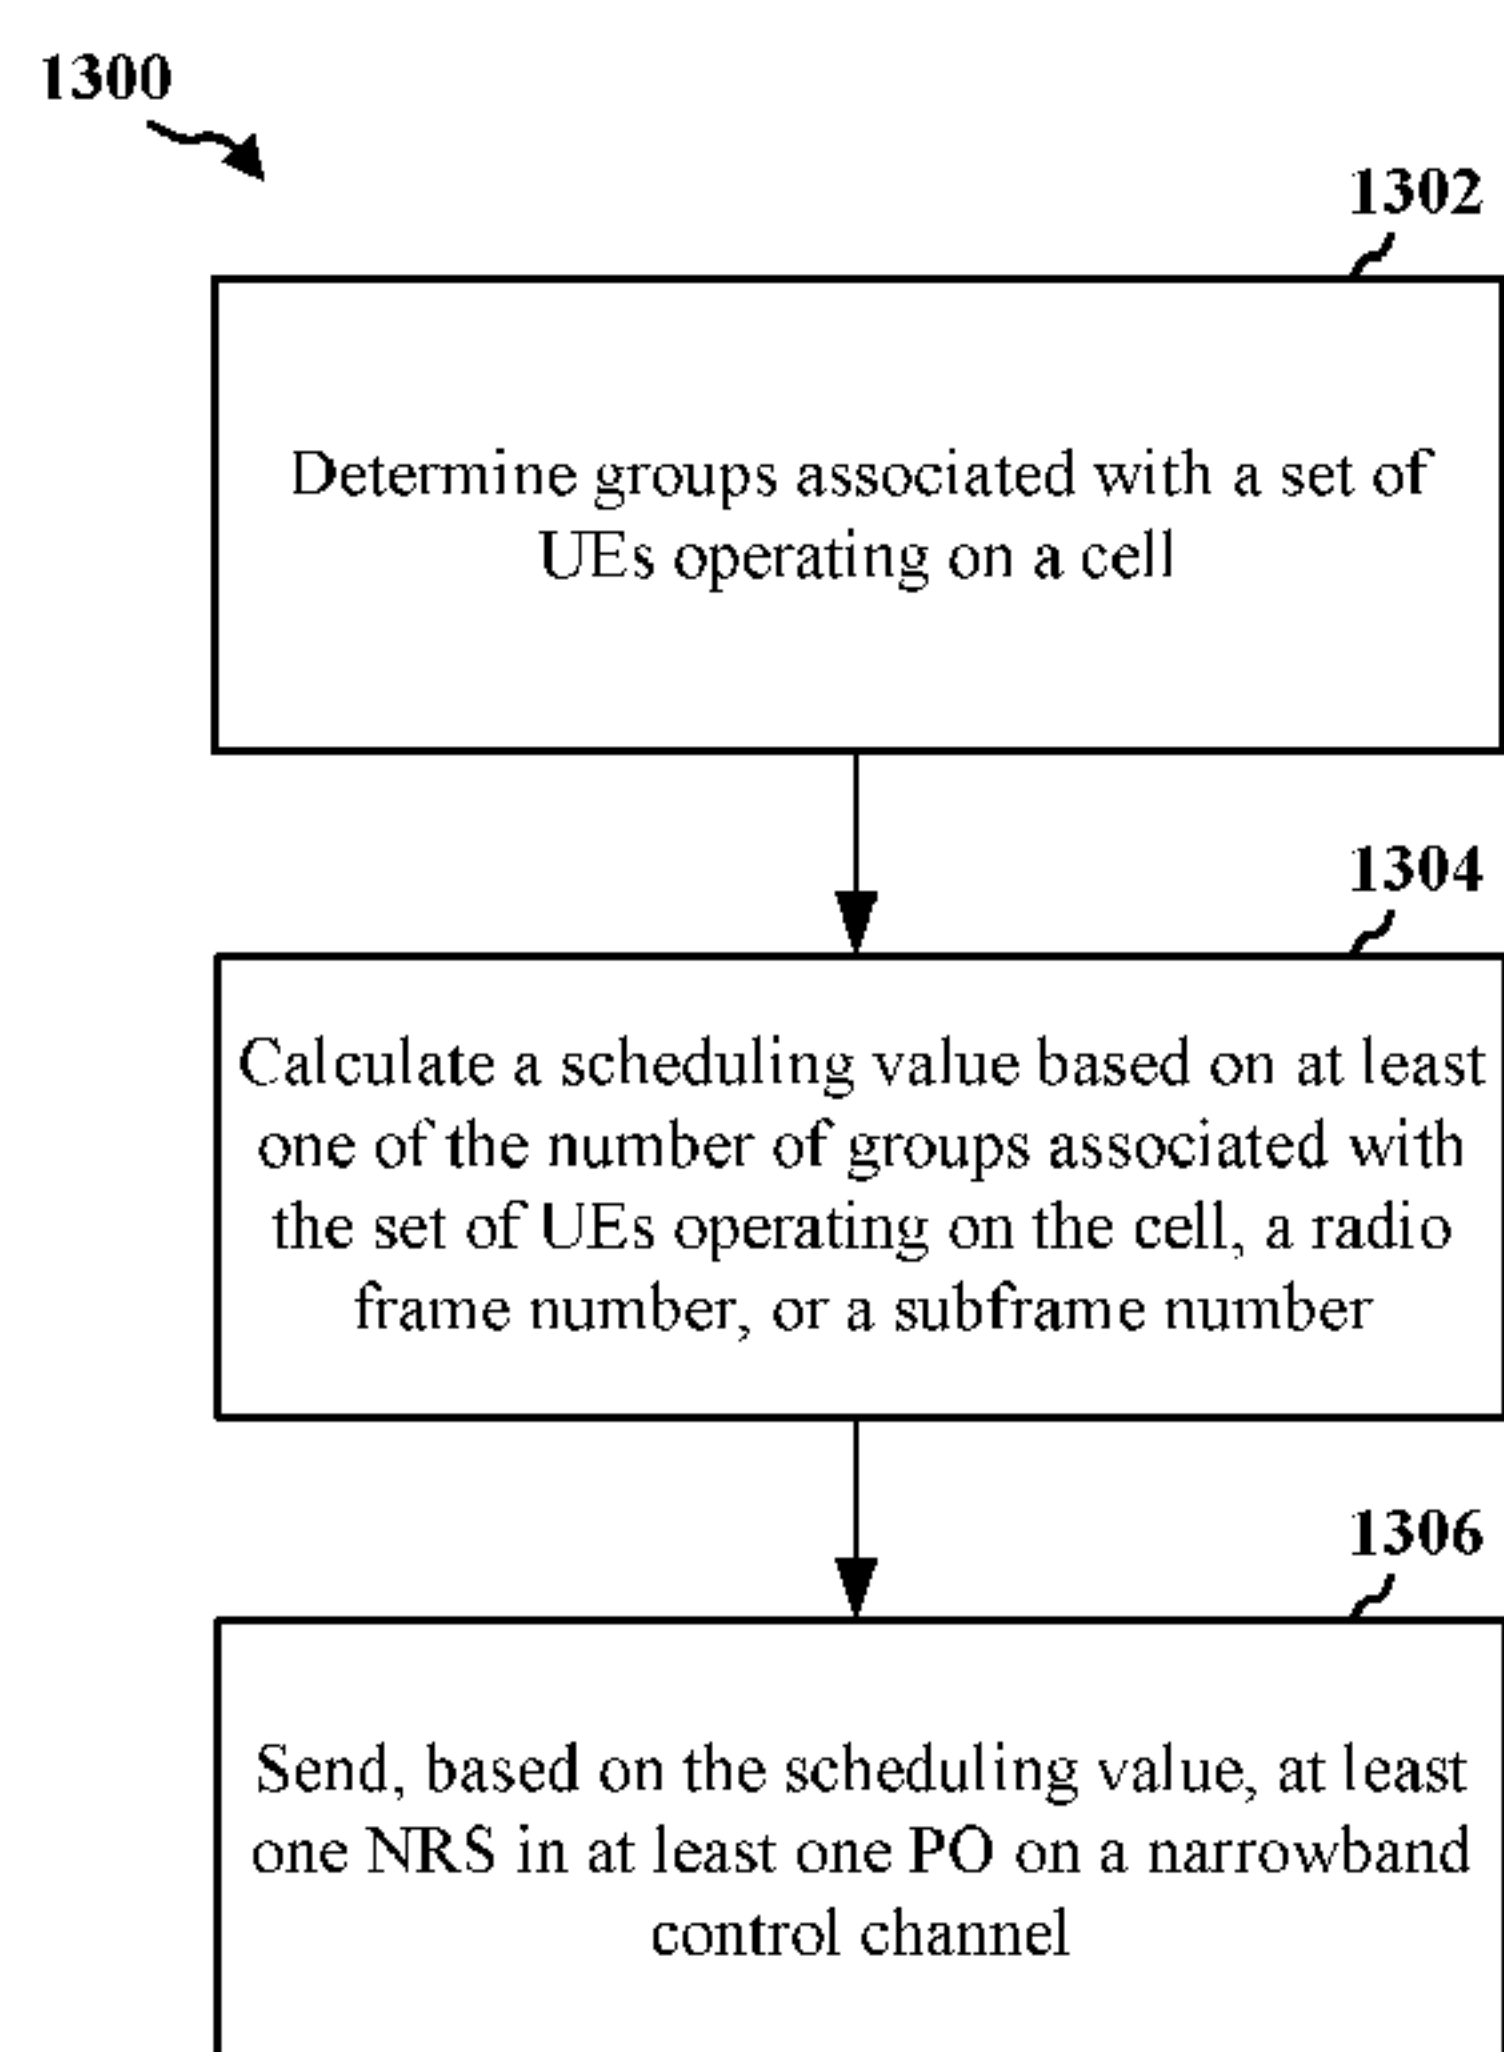 1300
1302
Determine groups associated with a set of
UEs operating on a cell
1304
Calculate a scheduling value based on at least
one of the number of groups associated with
the set of UEs operating on the cell, a radio
frame number, or a subframe number
1306
Send, based on the scheduling value, at least
one NRS in at least one PO on a narrowband
control channel